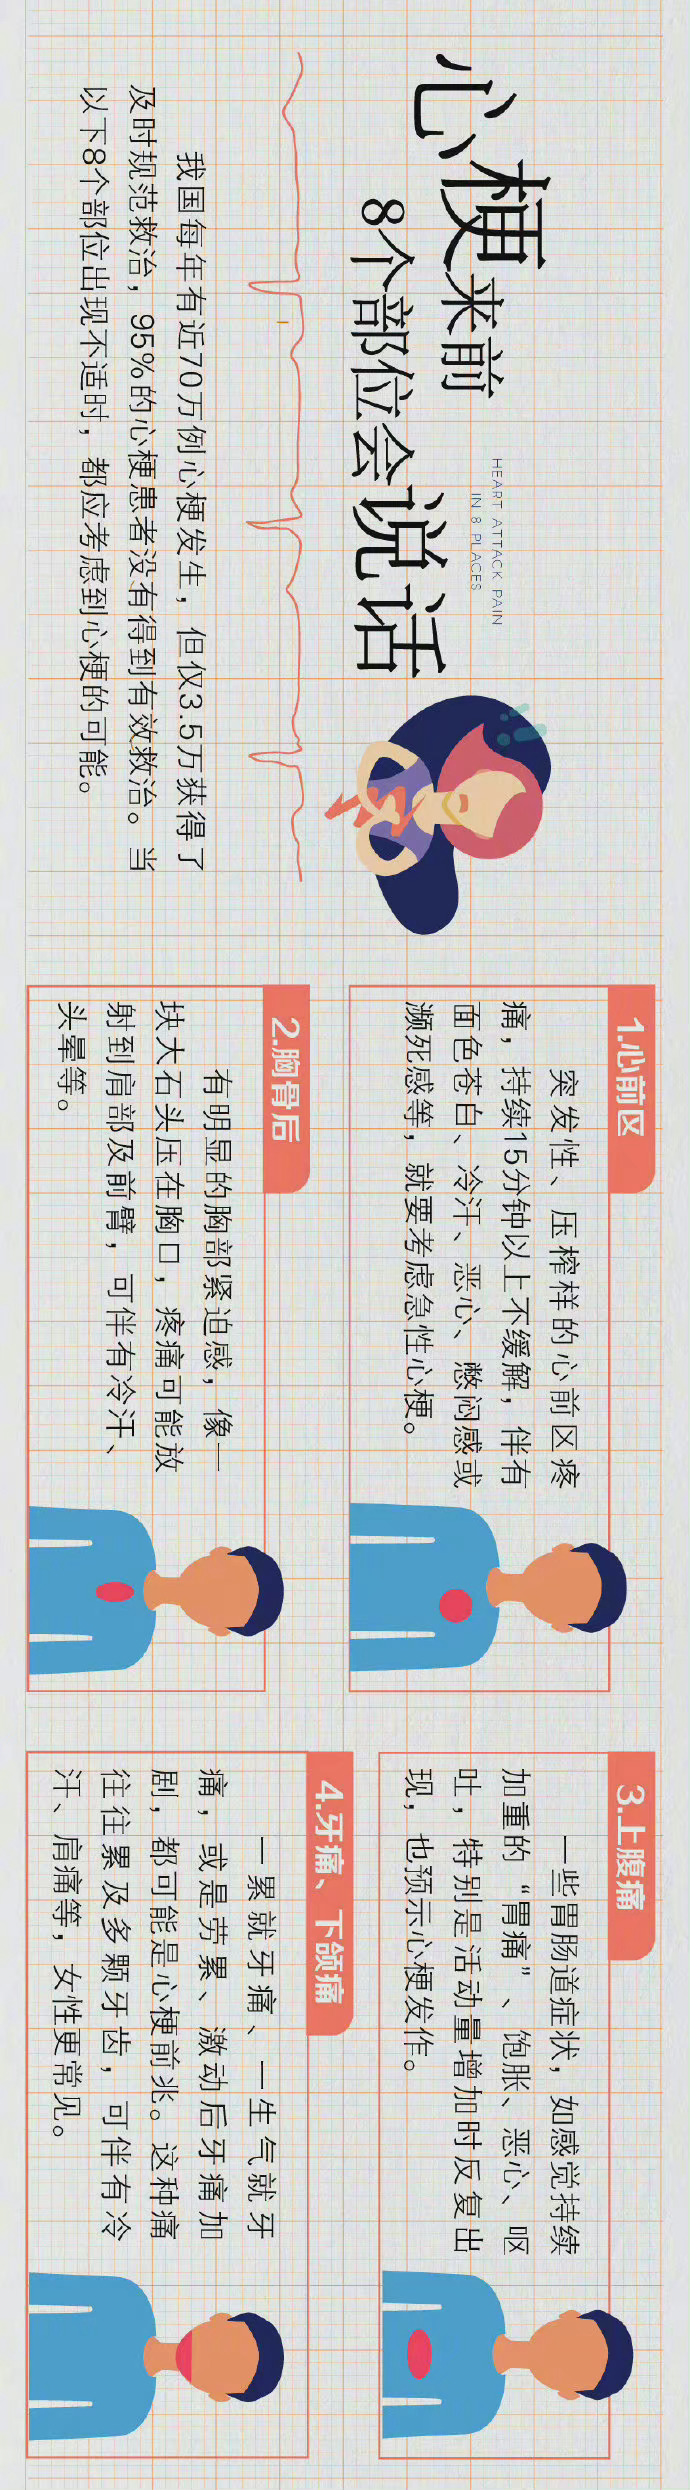 心梗来前
HEART ATTACK PAIN
IN 8 PLACES
8个部位会说话
我国每年有近70万例心梗发生，但仅3.5万获得了
及时规范救治，95%的心梗患者没有得到有效救治。当
以下8个部位出现不适时，都应考虑到心梗的可能。
1.心前区
突发性、压榨样的心前区疼
痛，持续15分钟以上不缓解，伴有
面色苍白、冷汗、恶心、憋闷感或
濒死感等，就要考虑急性心梗。
2.胸骨后
有明显的胸部紧迫感，像一
块大石头压在胸口，疼痛可能放
射到肩部及前臂，可伴有冷汗、
头晕等。
3.上腹痛
一些胃肠道症状，如感觉持续
加重的“胃痛”、饱胀、恶心、呕
吐，特别是活动量增加时反复出
现，也预示心梗发作。
4.牙痛、下颌痛
一累就牙痛、一生气就牙
痛，或是劳累、激动后牙痛加
剧，都可能是心梗前兆。这种痛
往往累及多颗牙齿，可伴有冷
汗、肩痛等，女性更常见。